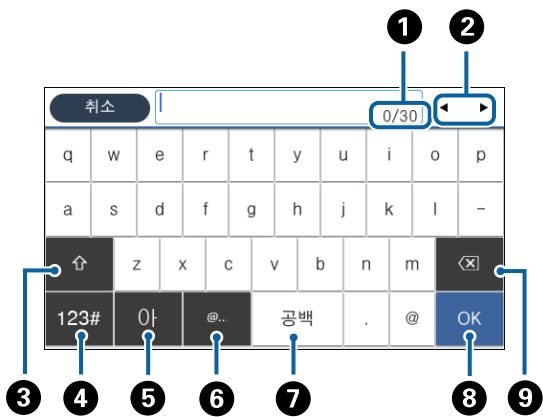 1 2
취소 0/30
q w e r t y u i o p
a s d f g h j k l -
z x c v b n m
123# 아 @... 공백 . @ OK
3 4 5 6 7 8 9